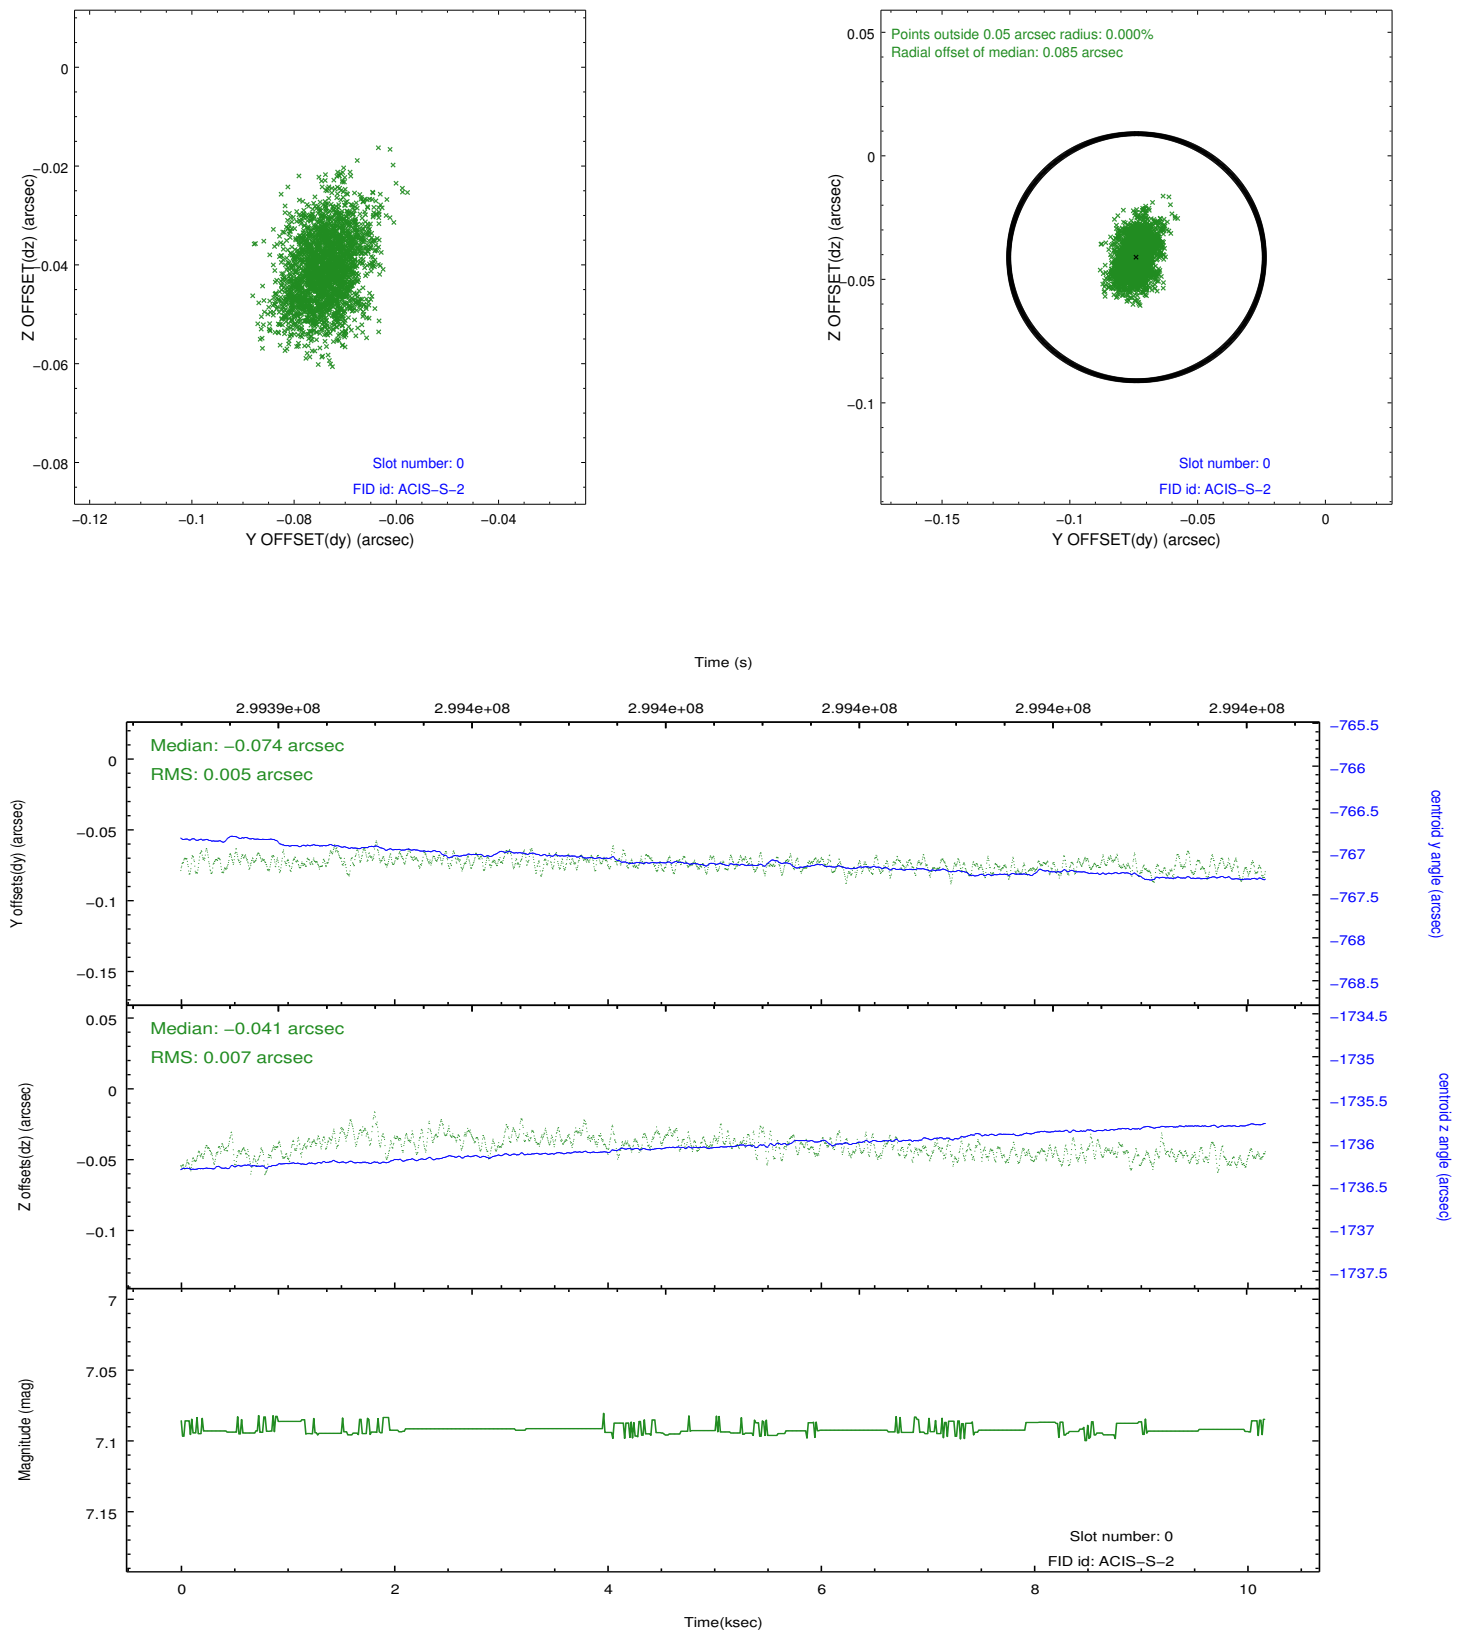 0
−0.02
−0.04
−0.06
−0.08
Z OFFSET(dz) (arcsec)
Slot number: 0
FID id: ACIS−S−2
−0.12
−0.1
−0.08
−0.06
−0.04
Y OFFSET(dy) (arcsec)
Points outside 0.05 arcsec radius: 0.000%
Radial offset of median: 0.085 arcsec
0.05
0
−0.05
−0.1
Z OFFSET(dz) (arcsec)
Slot number: 0
FID id: ACIS−S−2
−0.15
−0.1
−0.05
0
Y OFFSET(dy) (arcsec)
Time (s)
2.9939e+08
2.994e+08
2.994e+08
2.994e+08
2.994e+08
2.994e+08
Median: −0.074 arcsec
RMS: 0.005 arcsec
0
−0.05
−0.1
−0.15
Y offsets(dy) (arcsec)
−765.5
−766
−766.5
−767
−767.5
−768
−768.5
centroid y angle (arcsec)
Median: −0.041 arcsec
RMS: 0.007 arcsec
0.05
0
−0.05
−0.1
Z offsets(dz) (arcsec)
−1734.5
−1735
−1735.5
−1736
−1736.5
−1737
−1737.5
centroid z angle (arcsec)
7
7.05
7.1
7.15
Magnitude (mag)
Slot number: 0
FID id: ACIS−S−2
0
2
4
6
8
10
Time(ksec)